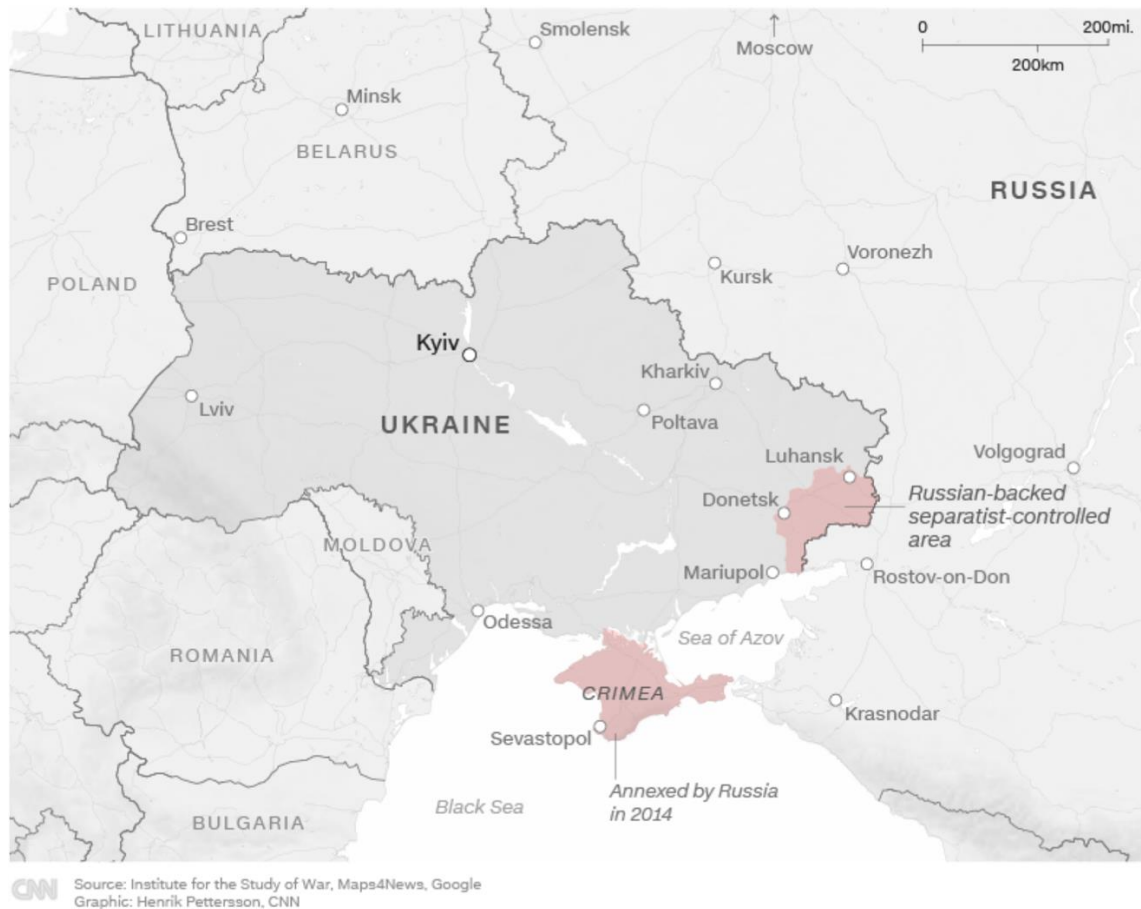 LITHUANIA
Smolensk
Moscow
0
200mi.
200km
Minsk
BELARUS
RUSSIA
Brest
Voronezh
Kursk
POLAND
Kyiv
Kharkiv
Lviv
UKRAINE
Poltava
Luhansk
Volgograd
Donetsk
Russian-backed
separatist-controlled
area
MOLDOVA
Mariupol
Rostov-on-Don
Odessa
Sea of Azov
ROMANIA
CRIMEA
Krasnodar
Sevastopol
Annexed by Russia
in 2014
Black Sea
BULGARIA
CNN
Source: Institute for the Study of War, Maps4News, Google
Graphic: Henrik Pettersson, CNN